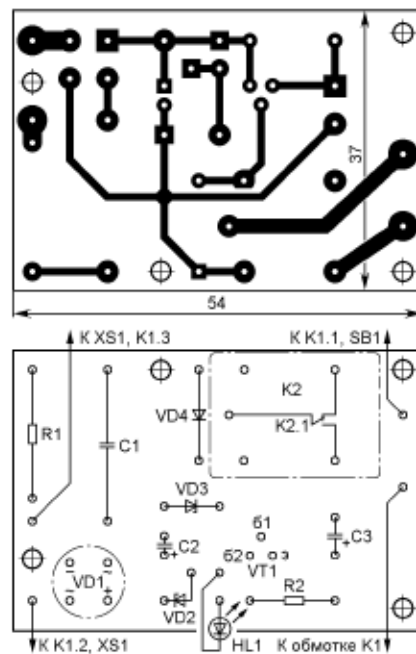 37
54
К XS1, К1.3
К К1.1, SB1
R1
C1
VD4
K2
K2.1
VD3
C2
б1
б2
VT1
э
C3
VD1
~
~
+
+
+
VD2
R2
HL1
К К1.2, XS1
К обмотке К1